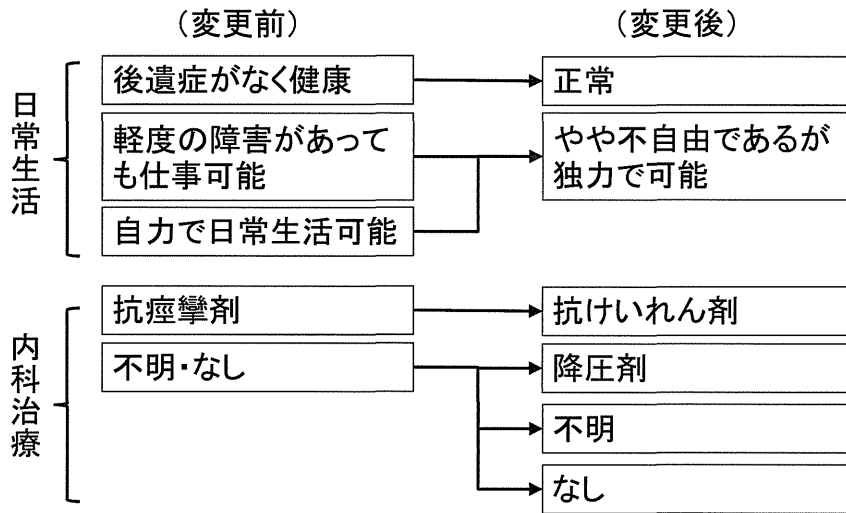 （変更前）
（変更後）
日常生活
後遺症がなく健康
正常
軽度の障害があって
も仕事可能
やや不自由であるが
独力で可能
自力で日常生活可能
内科治療
抗痙攣剤
抗けいれん剤
不明・なし
降圧剤
不明
なし